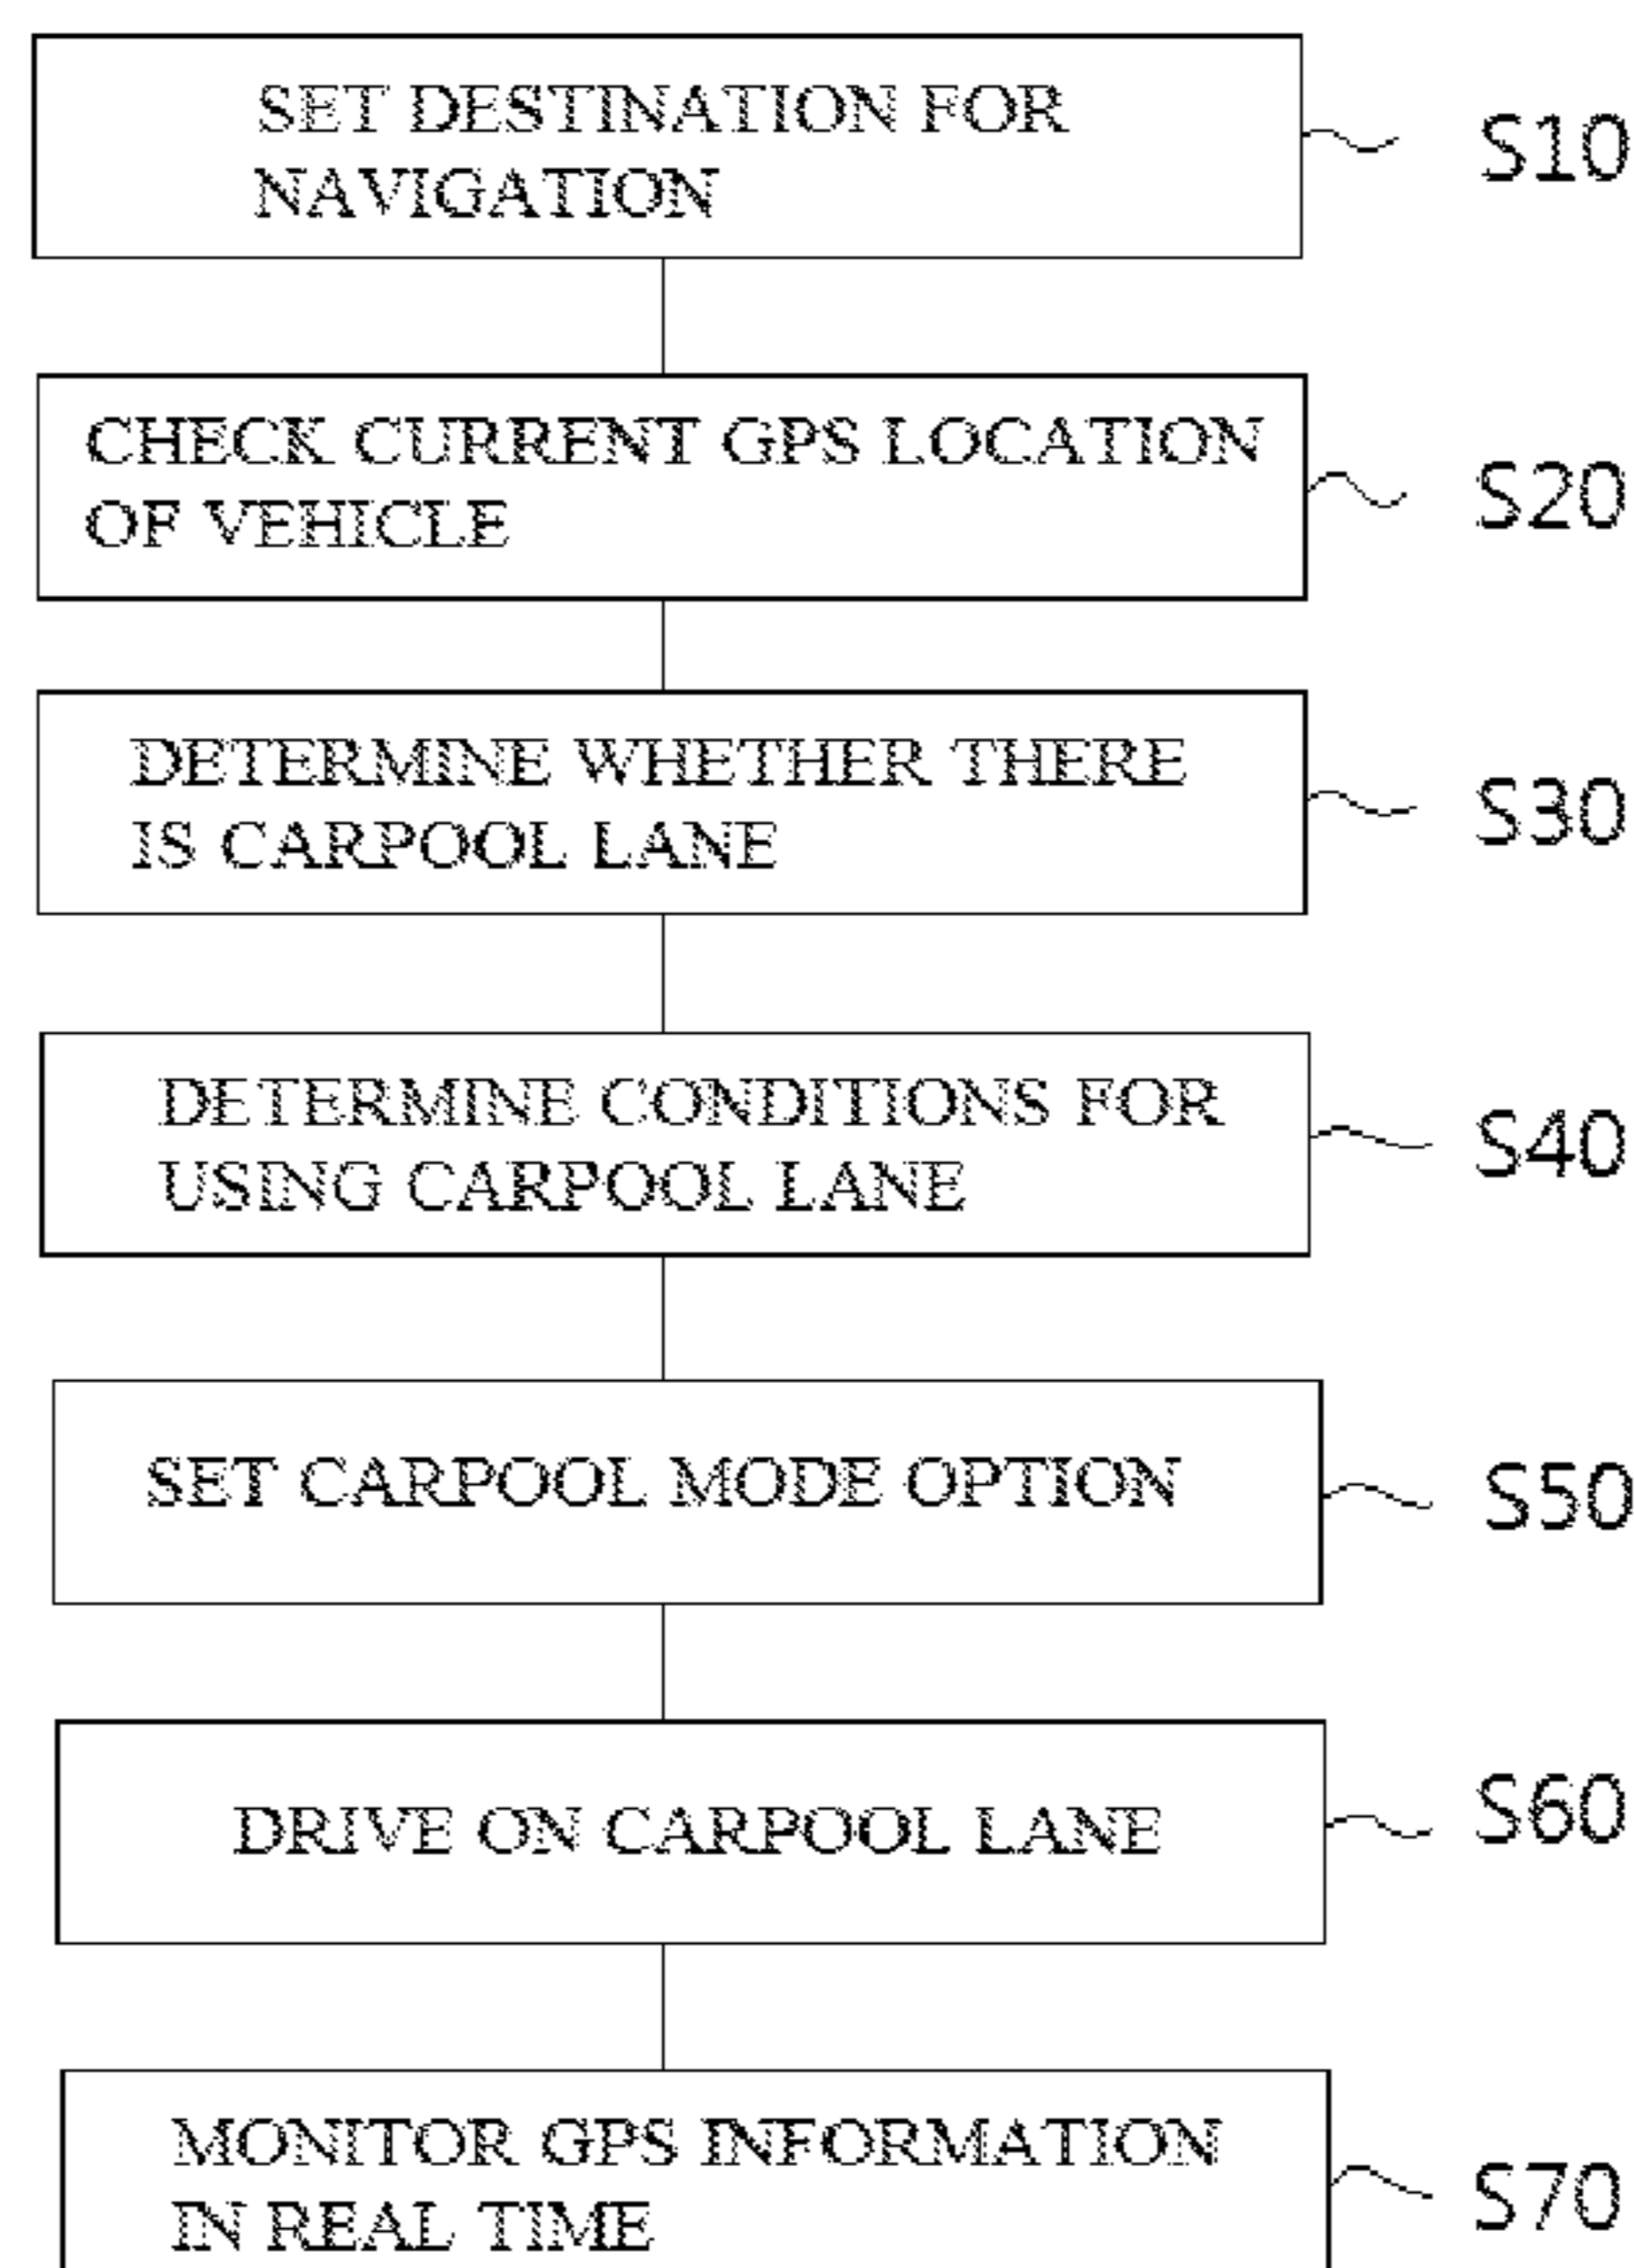 SET DESTINATION FOR
NAVIGATION
S10
CHECK CURRENT GPS LOCATION
OF VEHICLE
S20
DETERMINE WHETHER THERE
IS CARPOOL LANE
S30
DETERMINE CONDITIONS FOR
USING CARPOOL LANE
S40
SET CARPOOL MODE OPTION
S50
DRIVE ON CARPOOL LANE
S60
MONITOR GPS INFORMATION
IN REAL TIME
S70